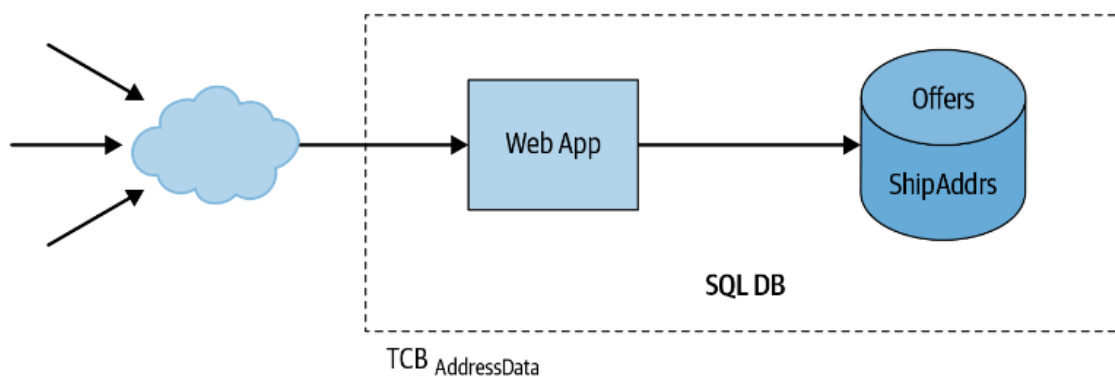 Offers
Web App
ShipAddrs
SQL DB
TCB AddressData